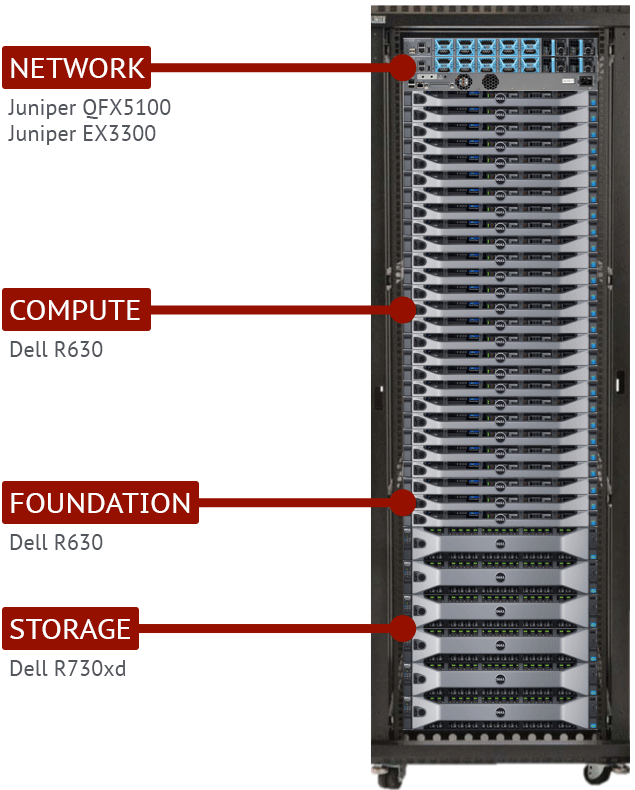 NETWORK
Juniper QFX5100
Juniper EX3300
COMPUTE
Dell R630
FOUNDATION
Dell R630
STORAGE
Dell R730xd